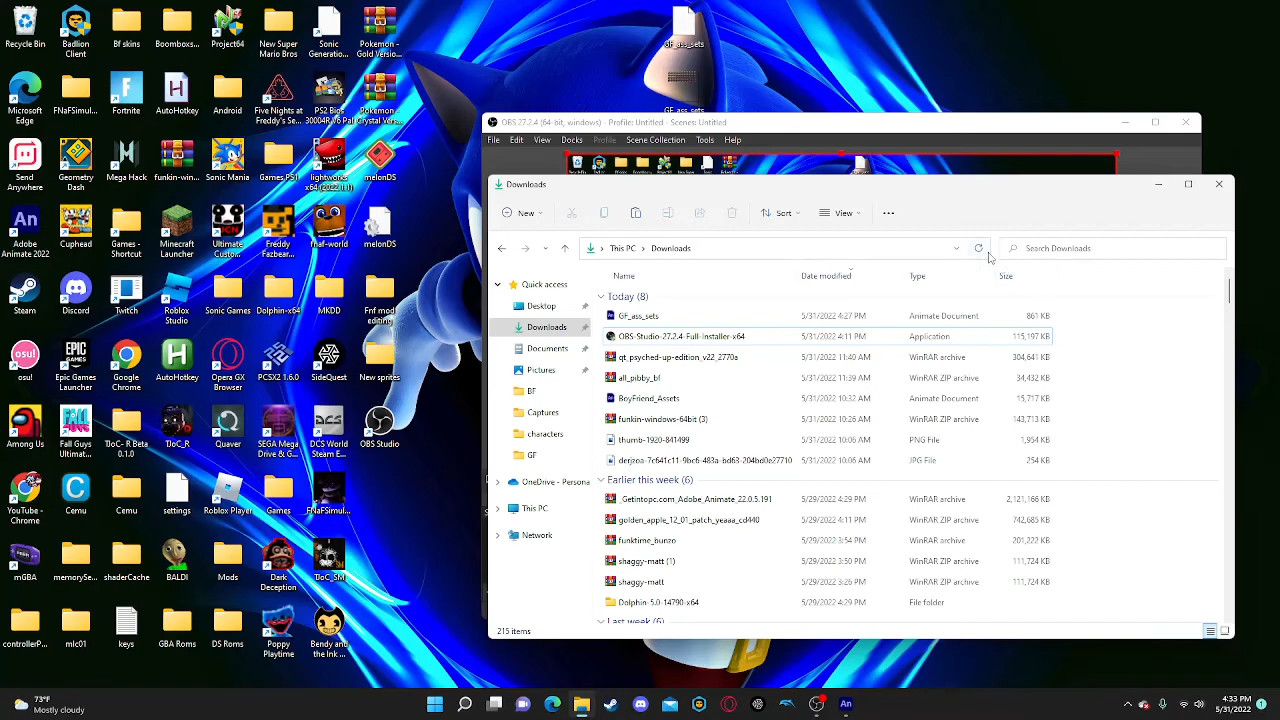 Recycle Bin
Badlion Client
Bf skins
Boomboxs...
Project64
New Super Mario Bros
Sonic Generation...
Pokemon - Gold Version...
GF_ass_sets
GF_ass_sets
Microsoft Edge
FNaFSimul...
Fortnite
AutoHotkey
Android
Five Nights at Freddy's Se...
PS2 Bios 30004R V6 Pal...
Pokemon - Crystal Vers...
Send Anywhere
Geometry Dash
Mega Hack
funkin-win...
Sonic Mania
Games PS1
lightworks x64 (2022.1.1)
melonDS
Adobe Animate 2022
Cuphead
Games - Shortcut
Minecraft Launcher
Ultimate Custom...
Freddy Fazbear...
fnaf-world
melonDS
Steam
Discord
Twitch
Roblox Studio
Sonic Games
Dolphin-x64
MKDD
Fnf mod editing
osu!
Epic Games Launcher
Google Chrome
AutoHotkey
Opera GX Browser
PCSX2 1.6.0
SideQuest
New sprites
Among Us
Fall Guys Ultimat...
TJoC- R Beta 0.1.0
TJoC_R
Quaver
SEGA Mega Drive & G...
DCS World Steam E...
OBS Studio
YouTube - Chrome
Cemu
Cemu
settings
Roblox Player
Games
FNaFSimul...
mGBA
memorySe...
shaderCache
BALDI
Mods
Dark Deception
TJoC_SM
controllerP...
mlc01
keys
GBA Roms
DS Roms
Poppy Playtime
Bendy and the Ink ...
OBS 27.2.4 (64-bit, windows) - Profile: Untitled - Scenes: Untitled
File Edit View Docks Profile Scene Collection Tools Help
Downloads
New Sort View
This PC > Downloads
Search Downloads
Name Date modified Type Size
Quick access
Desktop
Downloads
Documents
Pictures
BF
Captures
characters
GF
OneDrive - Persona
This PC
Network
Today (8)
GF_ass_sets 5/31/2022 4:27 PM Animate Document 861 KB
OBS-Studio-27.2.4-Full-Installer-x64 5/31/2022 4:11 PM Application 115,197 KB
qt_psyched-up-edition_v22_2770a 5/31/2022 11:40 AM WinRAR archive 304,641 KB
all_pibby_bf 5/31/2022 11:39 AM WinRAR ZIP archive 34,432 KB
BoyFriend_Assets 5/31/2022 10:32 AM Animate Document 15,717 KB
funkin-windows-64bit (3) 5/31/2022 10:26 AM WinRAR ZIP archive 143,713 KB
thumb-1920-841499 5/31/2022 10:06 AM PNG File 1,954 KB
derjzoa-7c641c11-9bc6-483a-bd63-204bd0e27710 5/31/2022 10:06 AM JPG File 254 KB
Earlier this week (6)
_Getintopc.com_Adobe_Animate_22.0.5.191 5/29/2022 4:29 PM WinRAR archive 2,121,166 KB
golden_apple_12_01_patch_yeaaa_cd440 5/29/2022 4:11 PM WinRAR ZIP archive 742,685 KB
funktime_bunzo 5/29/2022 3:54 PM WinRAR archive 201,222 KB
shaggy-matt (1) 5/29/2022 3:50 PM WinRAR ZIP archive 111,724 KB
shaggy-matt 5/29/2022 3:26 PM WinRAR ZIP archive 111,724 KB
Dolphin-5.0-14790-x64 5/29/2022 4:29 PM File folder
Last week (6)
215 items
73°F
Mostly cloudy
4:33 PM
5/31/2022